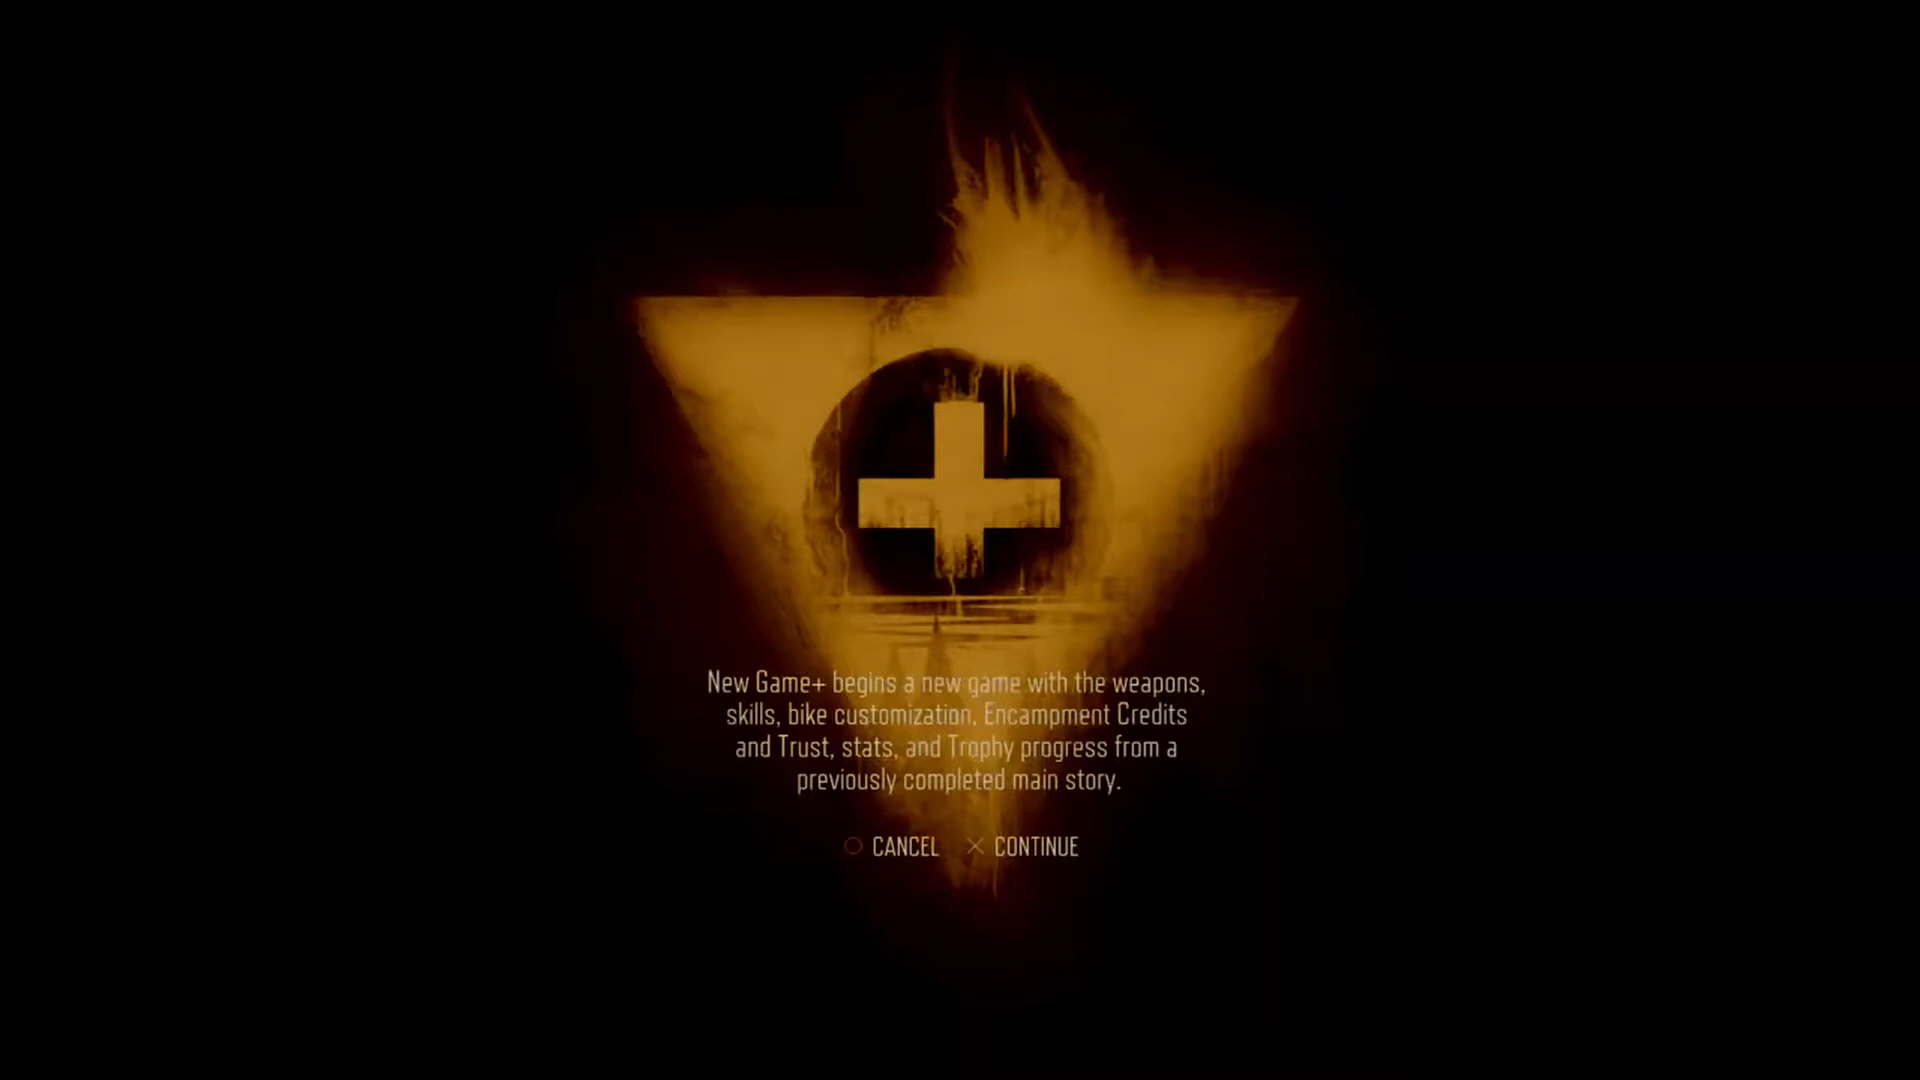 New Game+ begins a new game with the weapons,
skills, bike customization, Encampment Credits
and Trust, stats, and Trophy progress from a
previously completed main story.
CANCEL CONTINUE